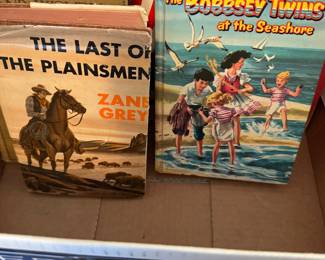 THE LAST OF
THE PLAINSMEN
ZANE
GREY
The BOBBSEY TWINS
at the Seashore